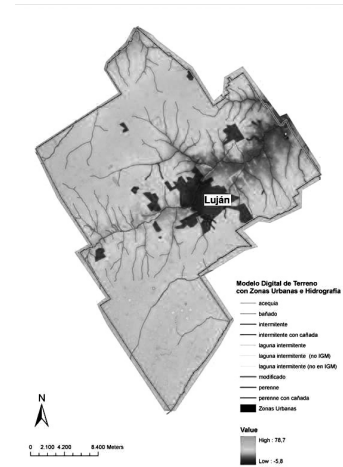 Luján
Modelo Digital de Terreno
con Zonas Urbanas e Hidrografía
acequia
bañado
intermitente
intermitente con cañada
laguna intermitente
laguna intermitente (no IGM)
laguna intermitente (no en IGM)
modificado
perenne
perenne con cañada
Zonas Urbanas
Value
High : 78,7
Low : -5,8
N
0 2.100 4.200 8.400 Meters